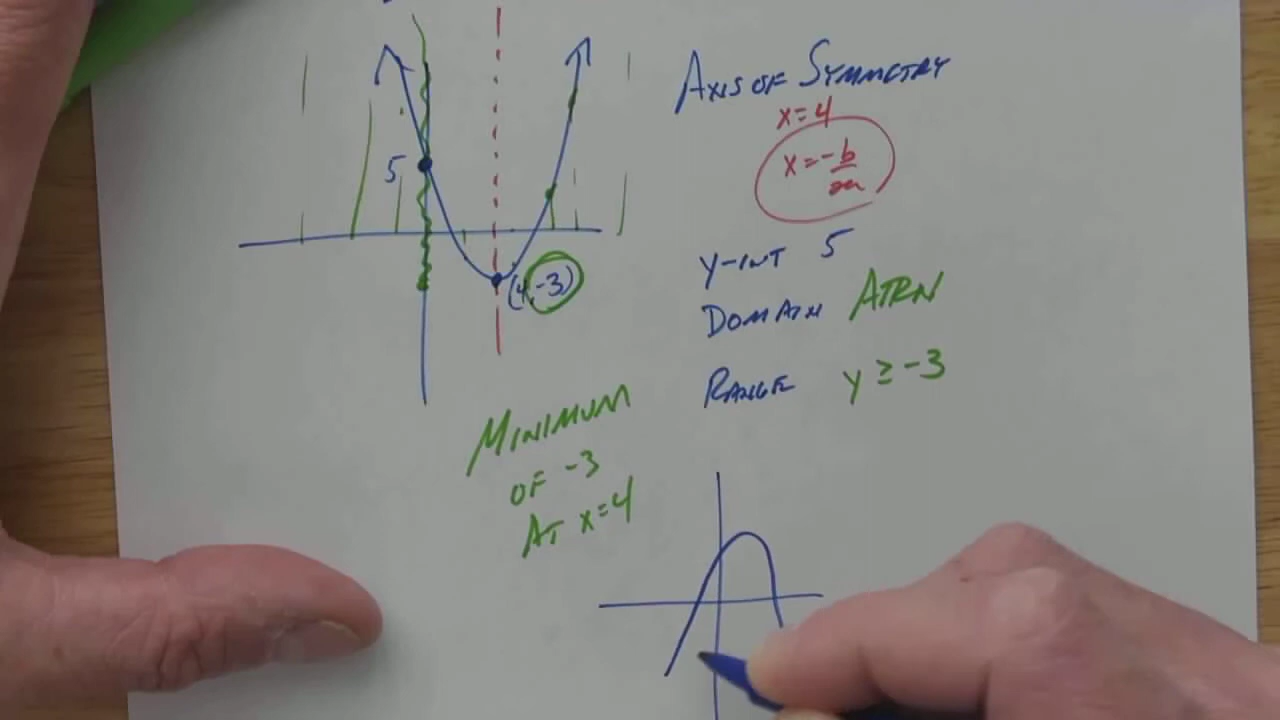 5
(4,-3)
AXIS OF SYMMETRY
x=4
x=-b/2a
Y-INT 5
DOMAIN ATRN
RANGE y ≥ -3
MINIMUM
OF -3
AT x=4